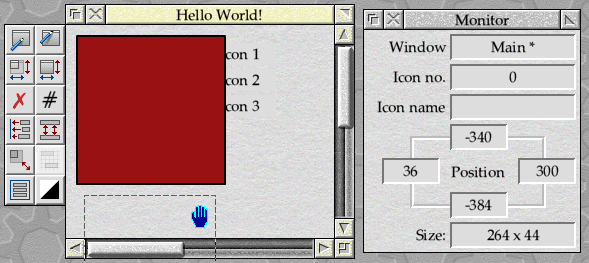 Hello World!
con 1
con 2
con 3
#
Monitor
Window Main *
Icon no. 0
Icon name
-340
36 Position 300
-384
Size: 264 x 44